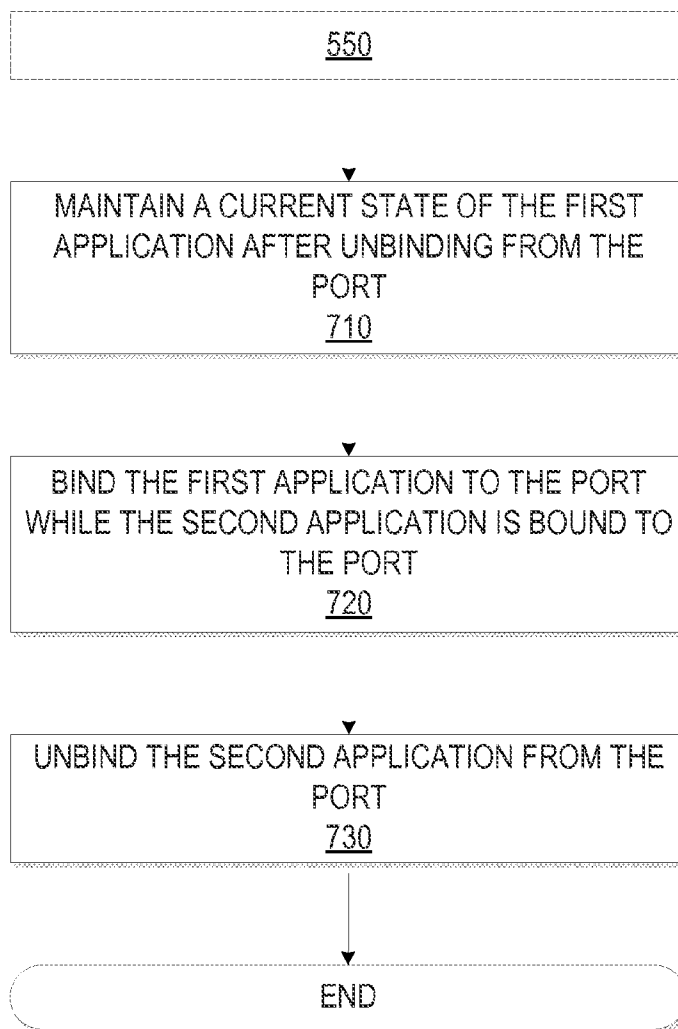 550
MAINTAIN A CURRENT STATE OF THE FIRST
APPLICATION AFTER UNBINDING FROM THE
PORT
710
BIND THE FIRST APPLICATION TO THE PORT
WHILE THE SECOND APPLICATION IS BOUND TO
THE PORT
720
UNBIND THE SECOND APPLICATION FROM THE
PORT
730
END